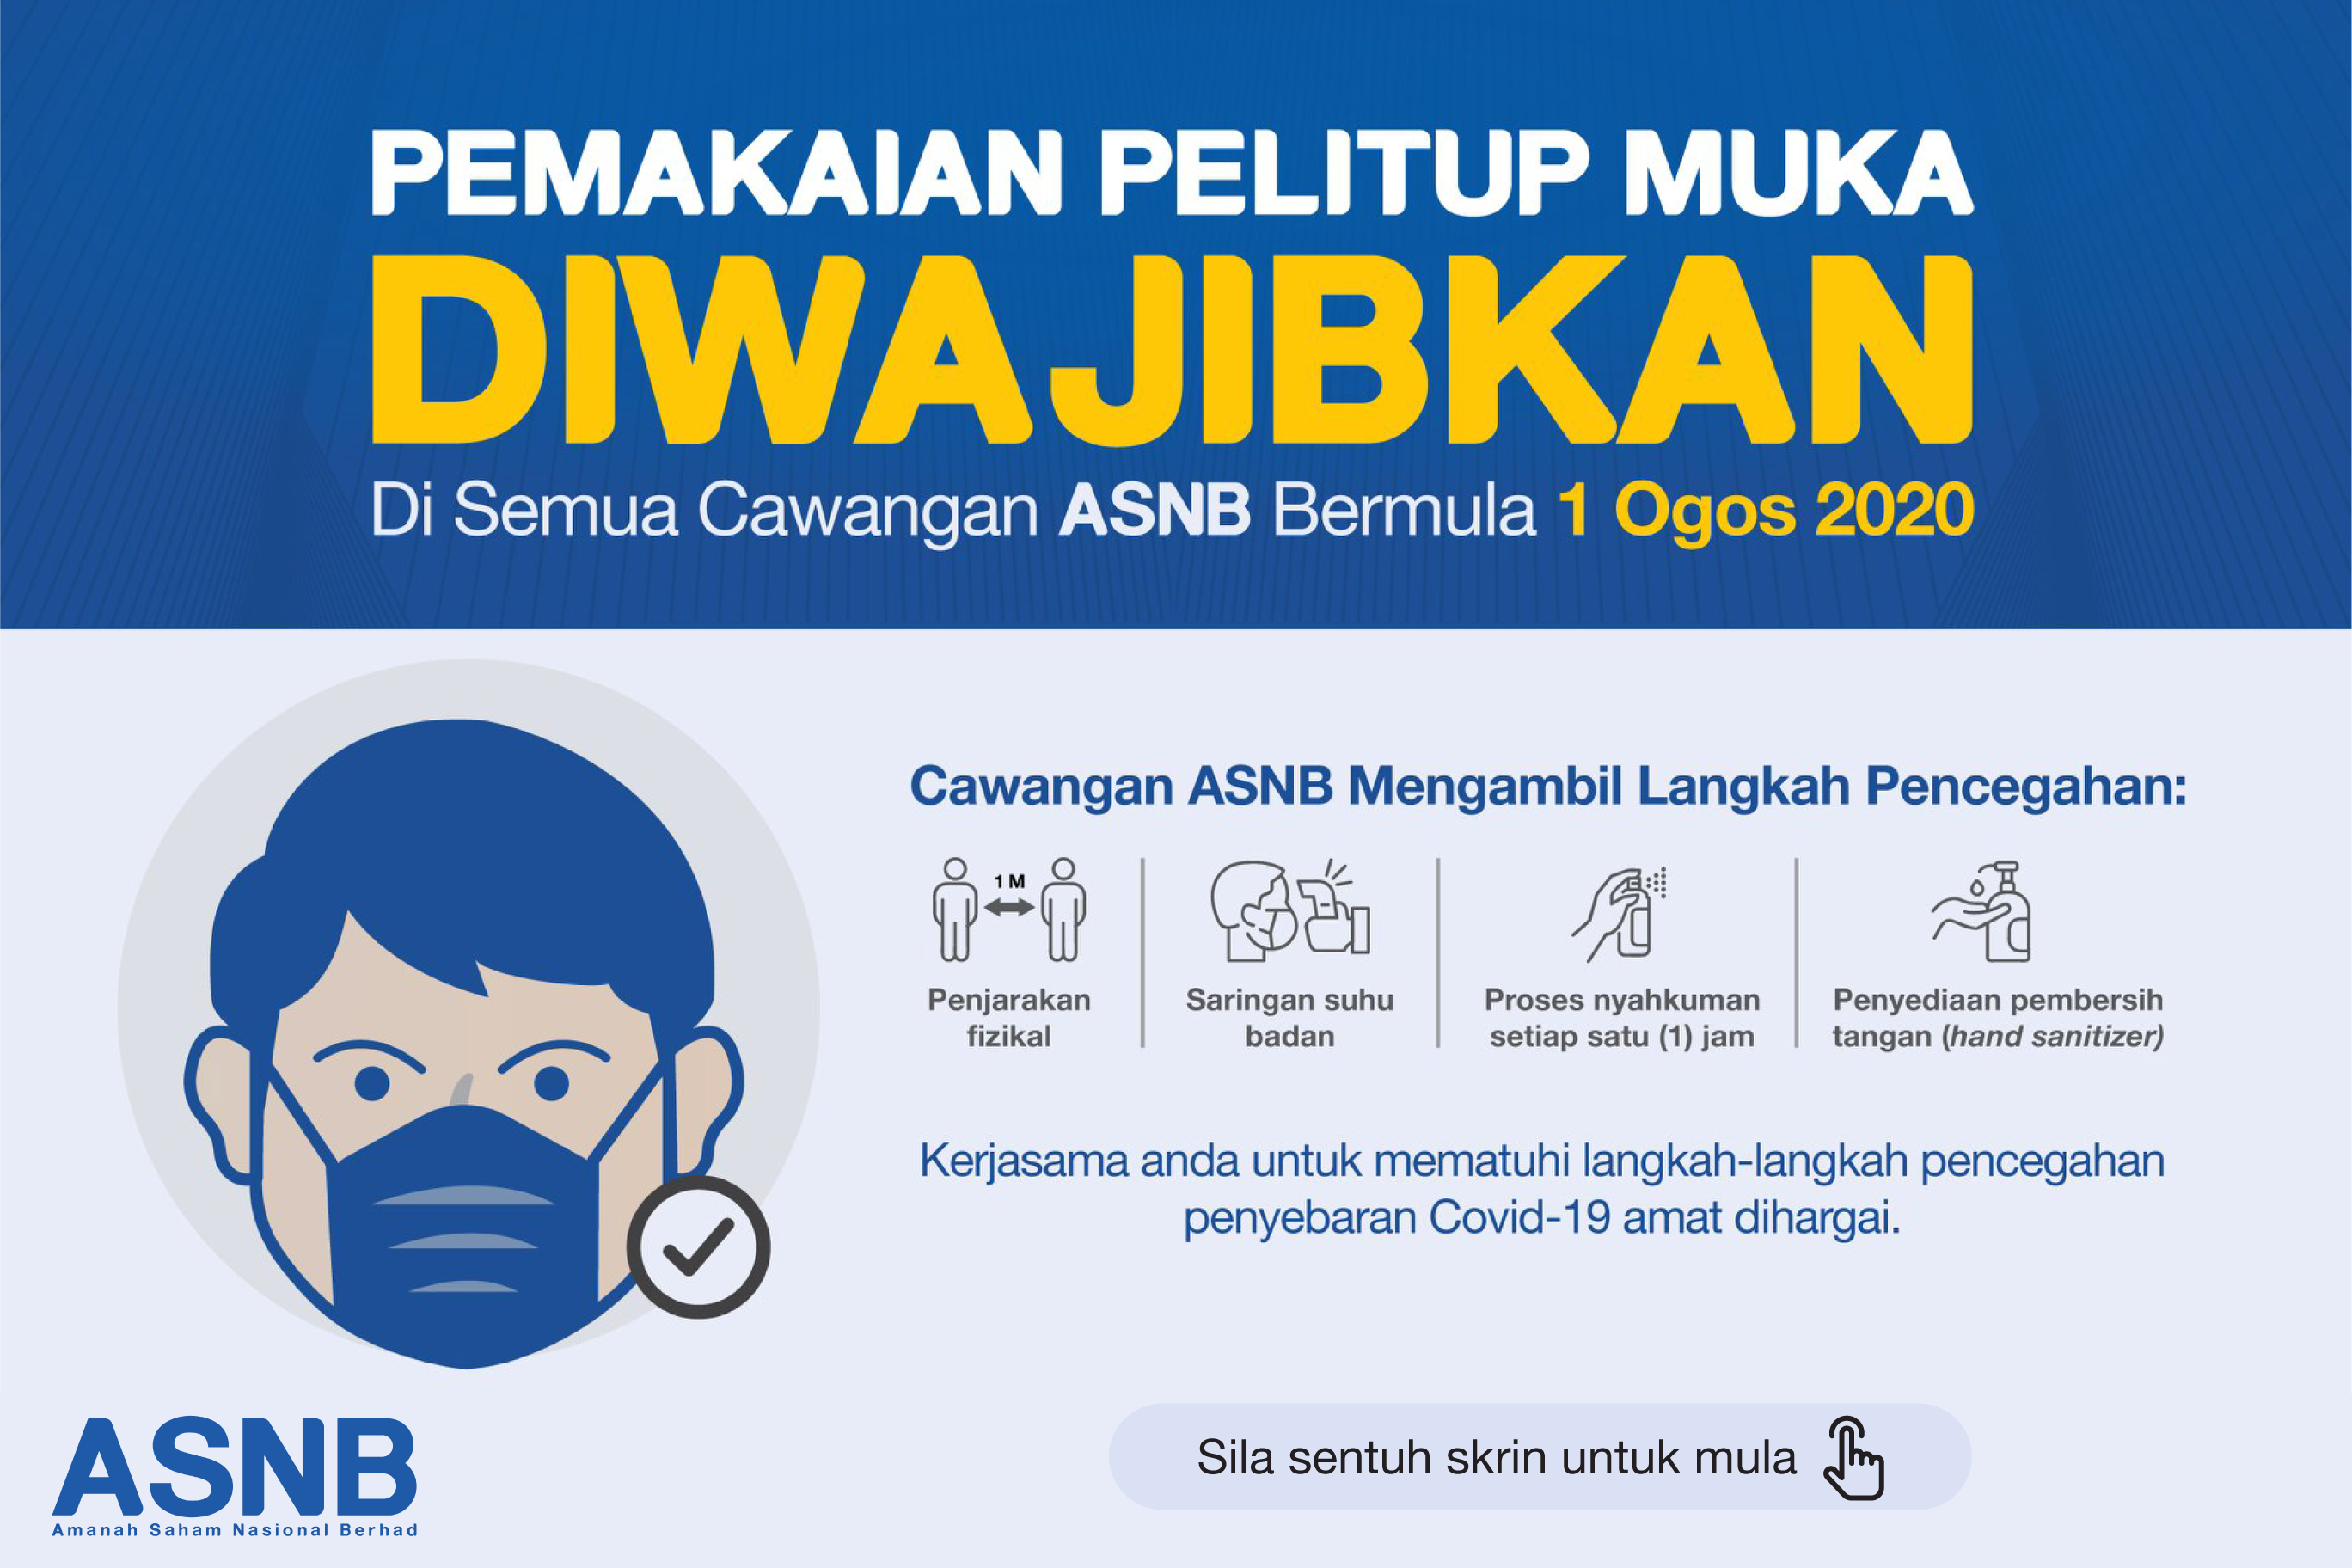 PEMAKAIAN PELITUP MUKA
DIWAJIBKAN
Di Semua Cawangan ASNB Bermula 1 Ogos 2020
Cawangan ASNB Mengambil Langkah Pencegahan:
1 M
Penjarakan
fizikal
Saringan suhu
badan
Proses nyahkuman
setiap satu (1) jam
Penyediaan pembersih
tangan (hand sanitizer)
Kerjasama anda untuk mematuhi langkah-langkah pencegahan
penyebaran Covid-19 amat dihargai.
ASNB
Amanah Saham Nasional Berhad
Sila sentuh skrin untuk mula